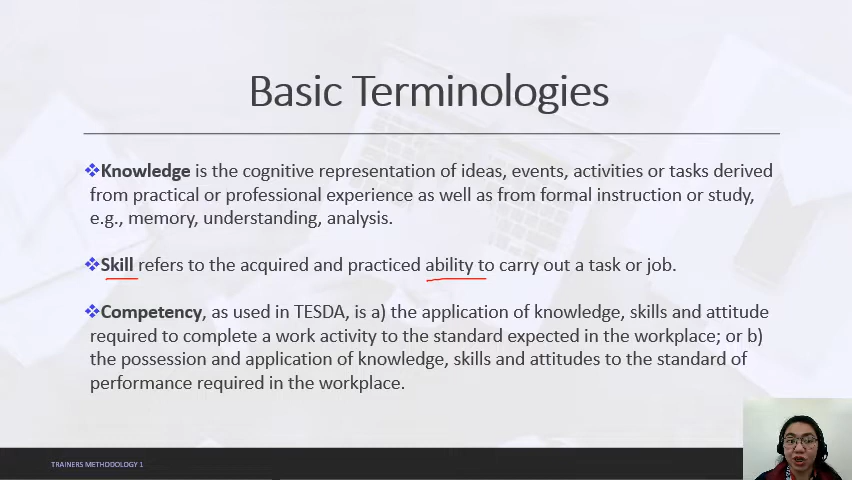 Basic Terminologies
❖Knowledge is the cognitive representation of ideas, events, activities or tasks derived
from practical or professional experience as well as from formal instruction or study,
e.g., memory, understanding, analysis.
❖Skill refers to the acquired and practiced ability to carry out a task or job.
❖Competency, as used in TESDA, is a) the application of knowledge, skills and attitude
required to complete a work activity to the standard expected in the workplace; or b)
the possession and application of knowledge, skills and attitudes to the standard of
performance required in the workplace.
TRAINERS METHODOLOGY 1